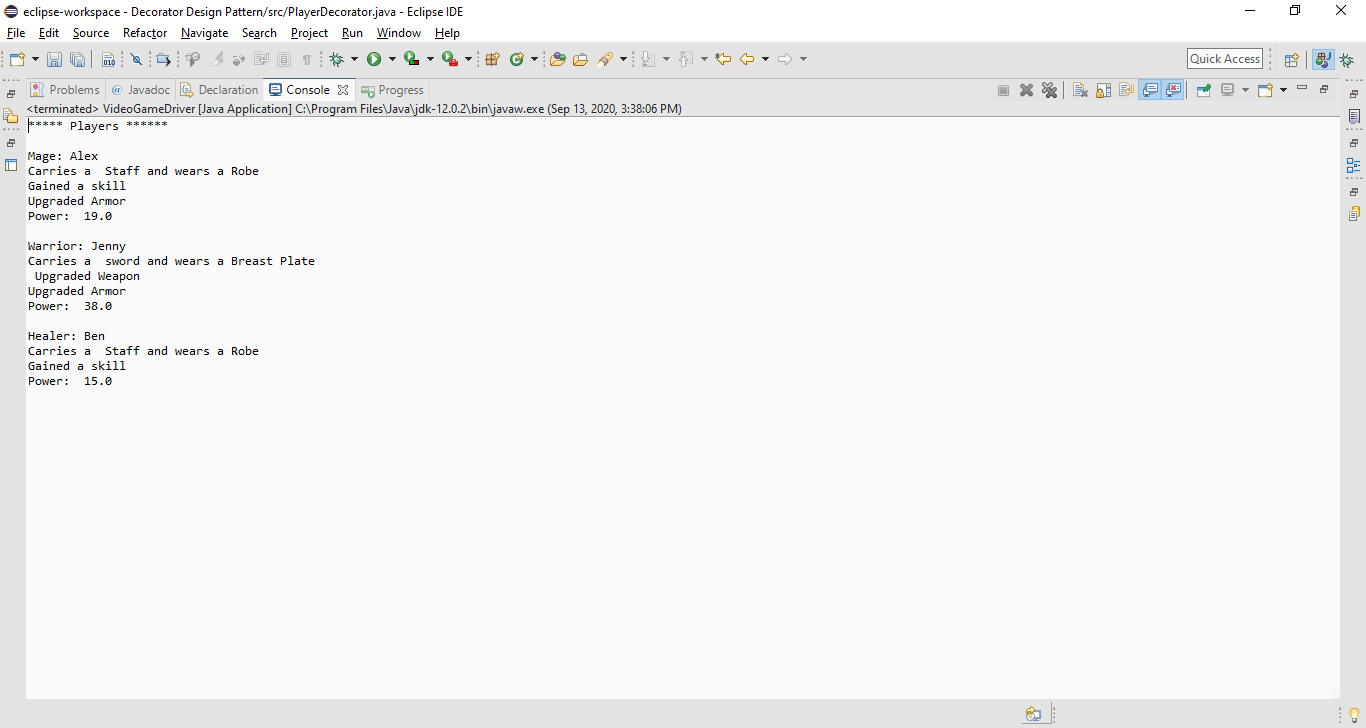 eclipse-workspace - Decorator Design Pattern/src/PlayerDecorator.java - Eclipse IDE
File Edit Source Refactor Navigate Search Project Run Window Help
010
Quick Access
Problems @ Javadoc Declaration Console Progress
<terminated> VideoGameDriver [Java Application] C:\Program Files\Java\jdk-12.0.2\bin\javaw.exe (Sep 13, 2020, 3:38:06 PM)
***** Players ******
Mage: Alex
Carries a  Staff and wears a Robe
Gained a skill
Upgraded Armor
Power:  19.0
Warrior: Jenny
Carries a  sword and wears a Breast Plate
 Upgraded Weapon
Upgraded Armor
Power:  38.0
Healer: Ben
Carries a  Staff and wears a Robe
Gained a skill
Power:  15.0